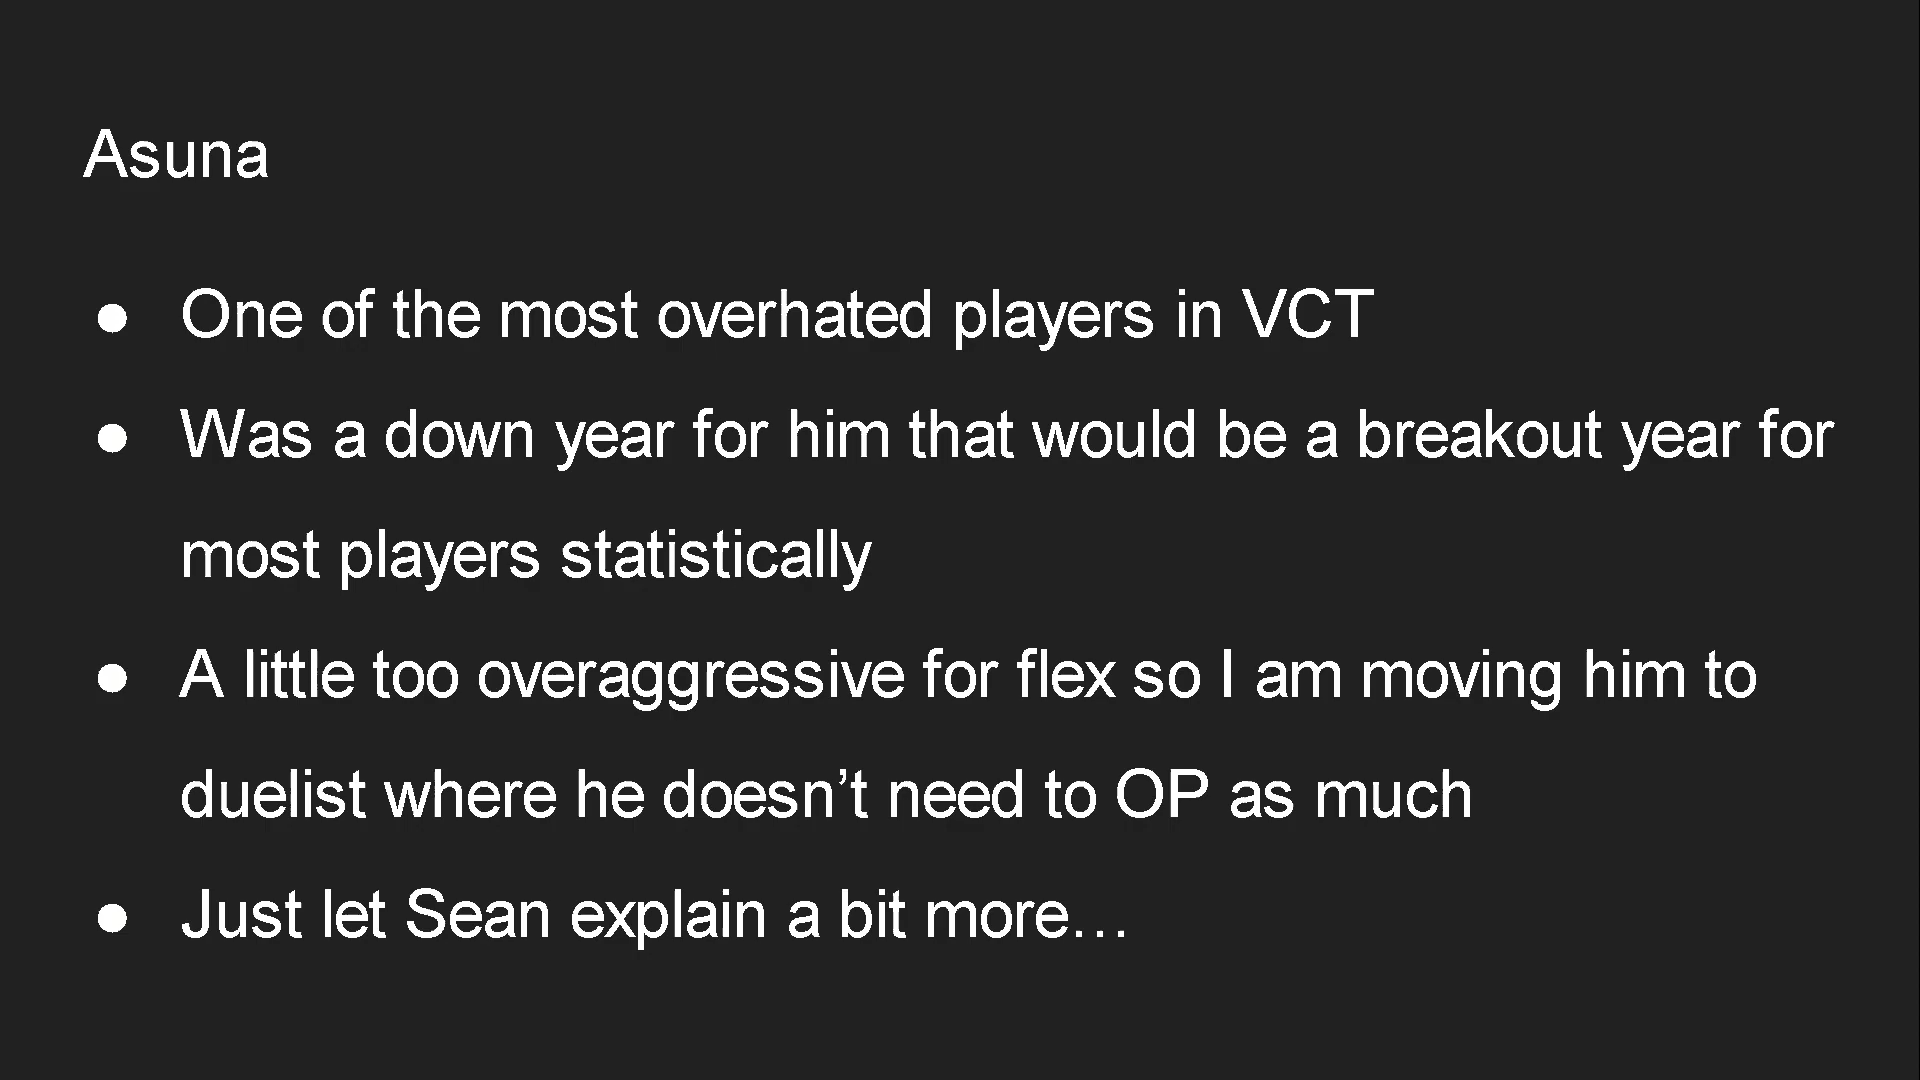 Asuna
● One of the most overhated players in VCT
● Was a down year for him that would be a breakout year for
most players statistically
● A little too overaggressive for flex so I am moving him to
duelist where he doesn’t need to OP as much
● Just let Sean explain a bit more…